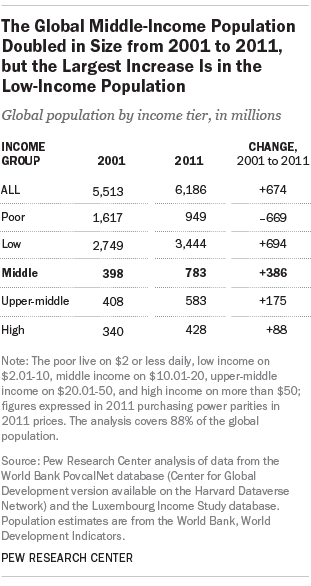 The Global Middle-Income Population
Doubled in Size from 2001 to 2011,
but the Largest Increase Is in the
Low-Income Population
Global population by income tier, in millions
INCOME GROUP 2001 2011 CHANGE, 2001 to 2011
ALL 5,513 6,186 +674
Poor 1,617 949 –669
Low 2,749 3,444 +694
Middle 398 783 +386
Upper-middle 408 583 +175
High 340 428 +88
Note: The poor live on $2 or less daily, low income on
$2.01-10, middle income on $10.01-20, upper-middle
income on $20.01-50, and high income on more than $50;
figures expressed in 2011 purchasing power parities in
2011 prices. The analysis covers 88% of the global
population.
Source: Pew Research Center analysis of data from the
World Bank PovcalNet database (Center for Global
Development version available on the Harvard Dataverse
Network) and the Luxembourg Income Study database.
Population estimates are from the World Bank, World
Development Indicators.
PEW RESEARCH CENTER